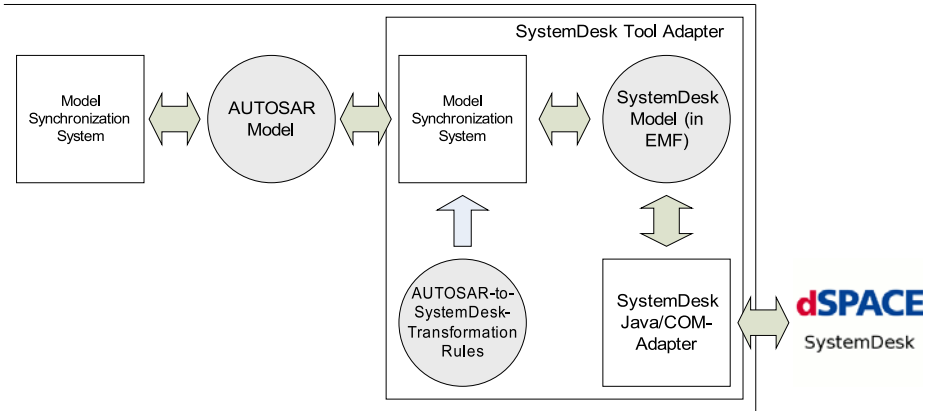 SystemDesk Tool Adapter
Model
Synchronization
System
AUTOSAR
Model
Model
Synchronization
System
SystemDesk
Model (in
EMF)
AUTOSAR-to-
SystemDesk-
Transformation
Rules
SystemDesk
Java/COM-
Adapter
dSPACE
SystemDesk